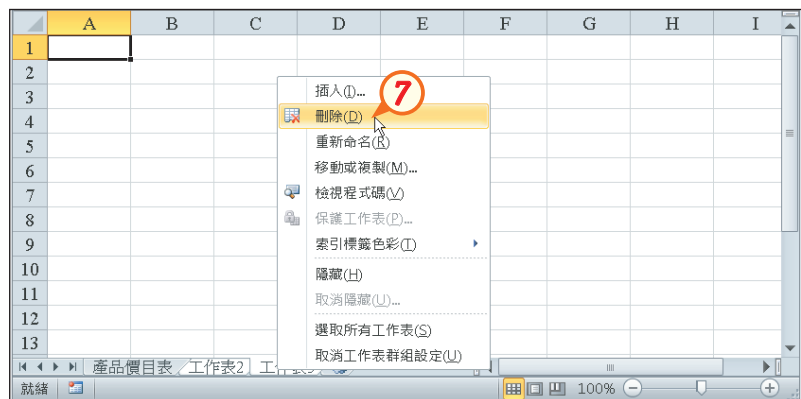 A B C D E F G H I
1
2
3
4
5
6
7
8
9
10
11
12
13
插入(I)...
7
刪除(D)
重新命名(R)
移動或複製(M)...
檢視程式碼(V)
保護工作表(P)...
索引標籤色彩(T)
隱藏(H)
取消隱藏(U)...
選取所有工作表(S)
取消工作表群組設定(U)
產品價目表 工作表2
就緒 100%